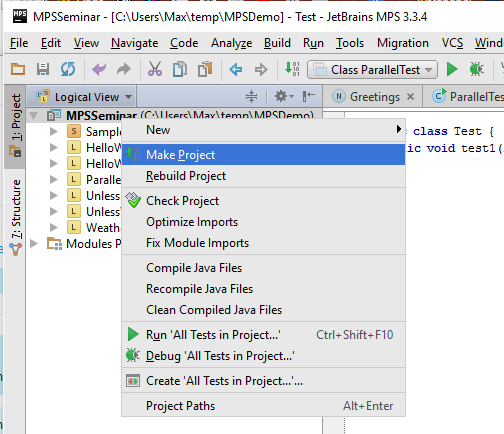 MPS MPSSeminar - [C:\Users\Max\temp\MPSDemo] - Test - JetBrains MPS 3.3.4
File Edit View Navigate Code Analyze Build Run Tools Migration VCS Window
Class ParallelTest
1: Project
7: Structure
Logical View
Greetings
ParallelTe
MPSSeminar (C:\Users\Max\temp\MPSDemo)
S Sample
L HelloW
L HelloW
L Paralle
L Unless
L Unless
L Weath
Modules P
class Test {
ic void test1(
New
Make Project
Rebuild Project
Check Project
Optimize Imports
Fix Module Imports
Compile Java Files
Recompile Java Files
Clean Compiled Java Files
Run 'All Tests in Project...' Ctrl+Shift+F10
Debug 'All Tests in Project...'
Create 'All Tests in Project...'...
Project Paths Alt+Enter